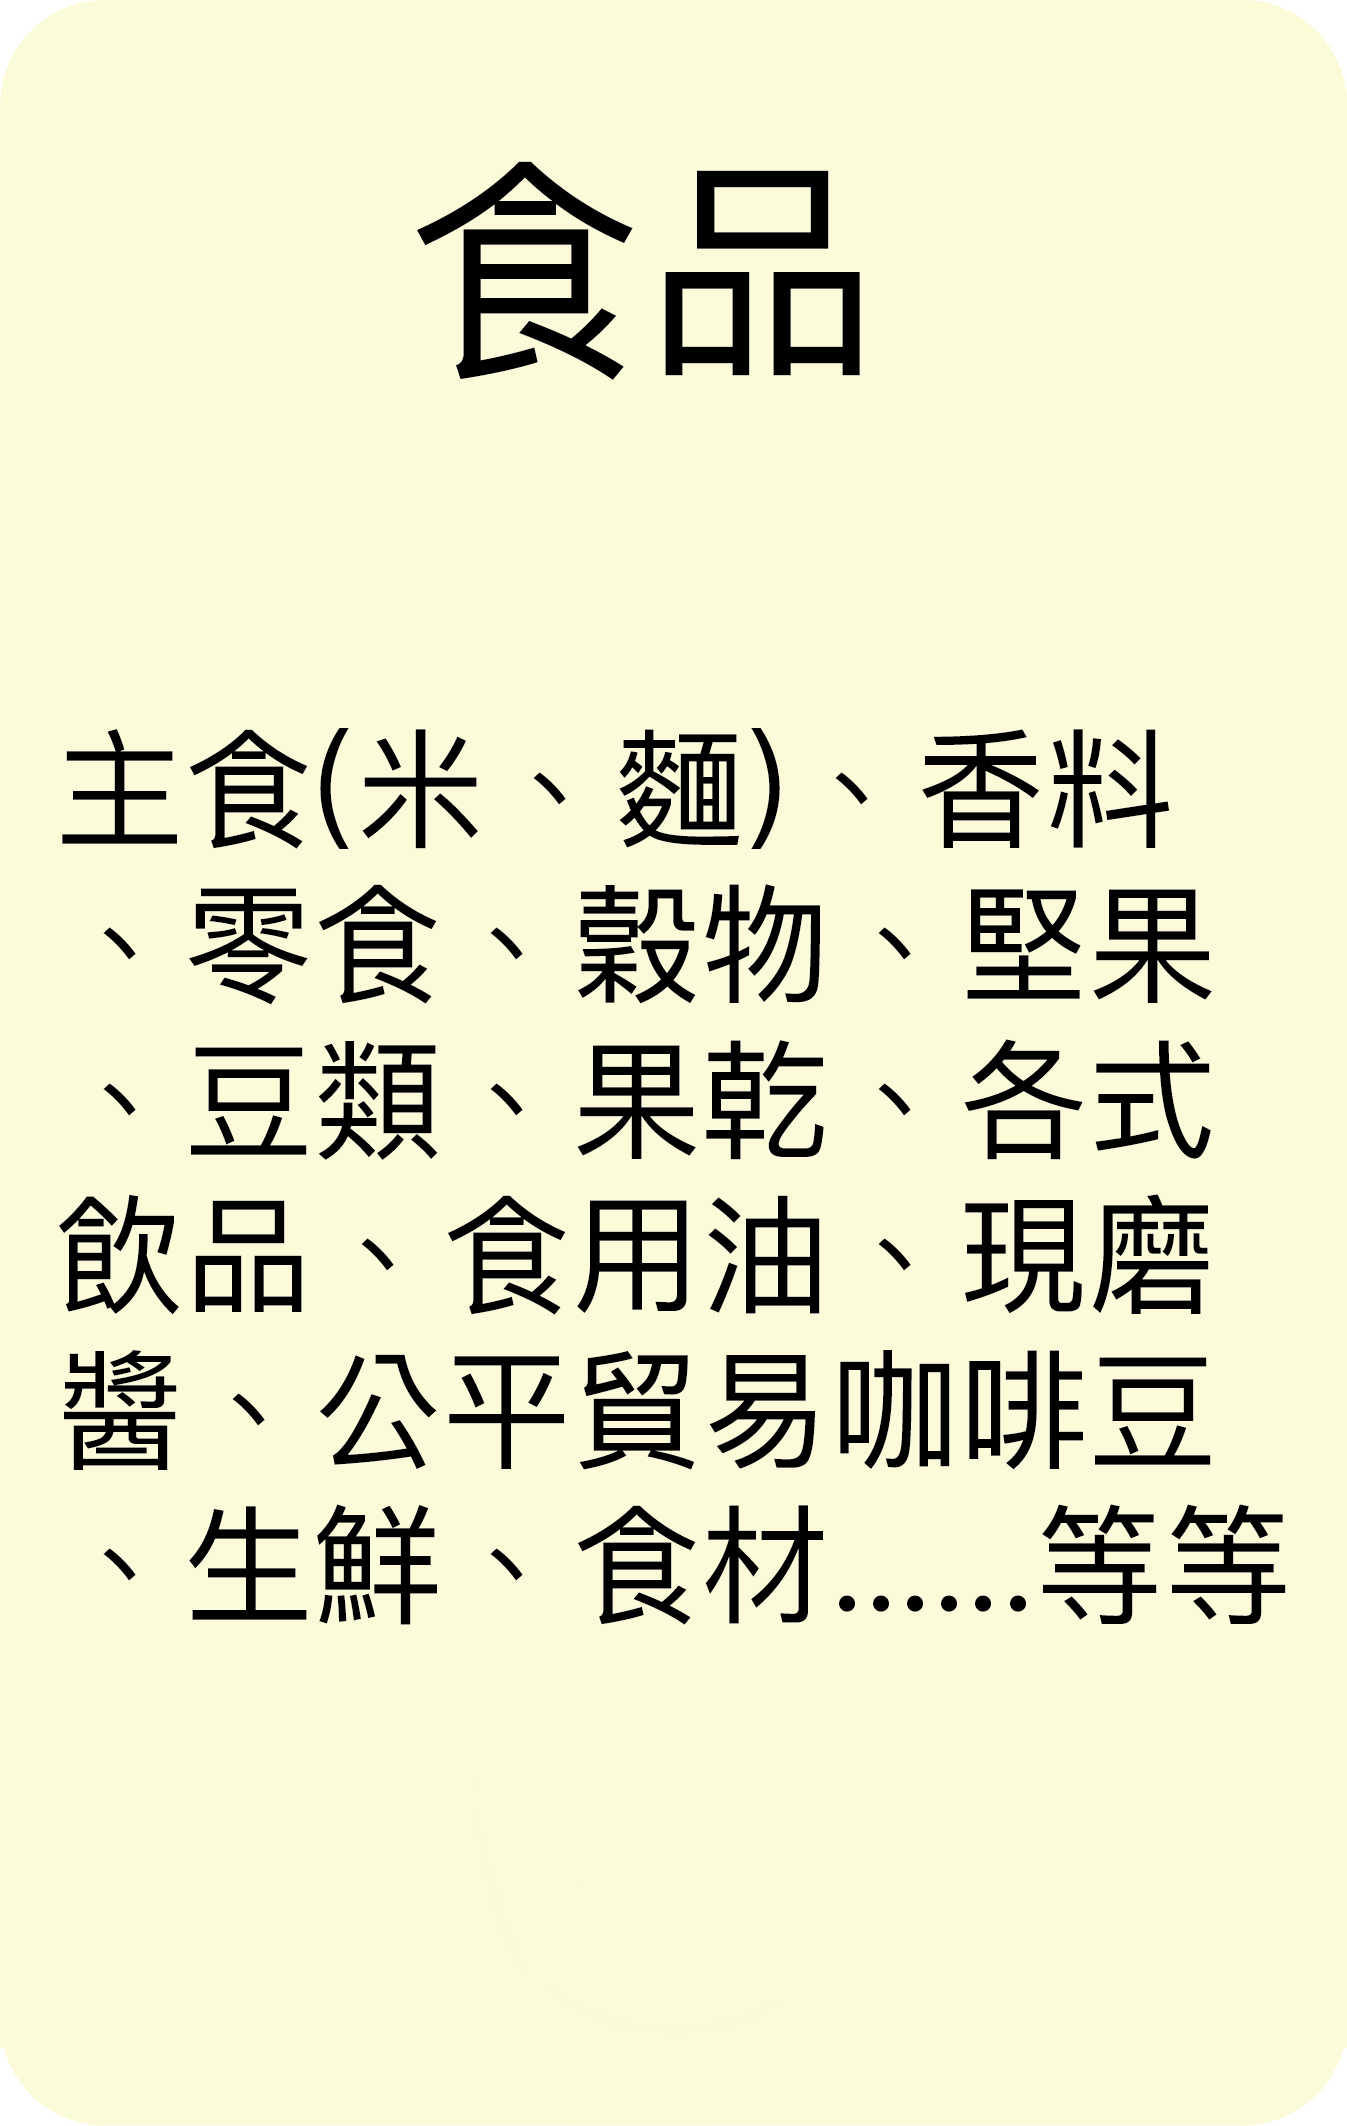 食品
主食(米、麵)、香料
、零食、穀物、堅果
、豆類、果乾、各式
飲品、食用油、現磨
醬、公平貿易咖啡豆
、生鮮、食材……等等